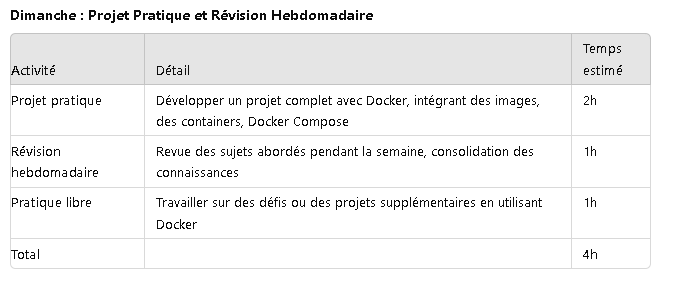 Dimanche : Projet Pratique et Révision Hebdomadaire
Temps
Activité Détail estimé
Projet pratique Développer un projet complet avec Docker, intégrant des images, 2h
des containers, Docker Compose
Révision Revue des sujets abordés pendant la semaine, consolidation des 1h
hebdomadaire connaissances
Pratique libre Travailler sur des défis ou des projets supplémentaires en utilisant 1h
Docker
Total 4h